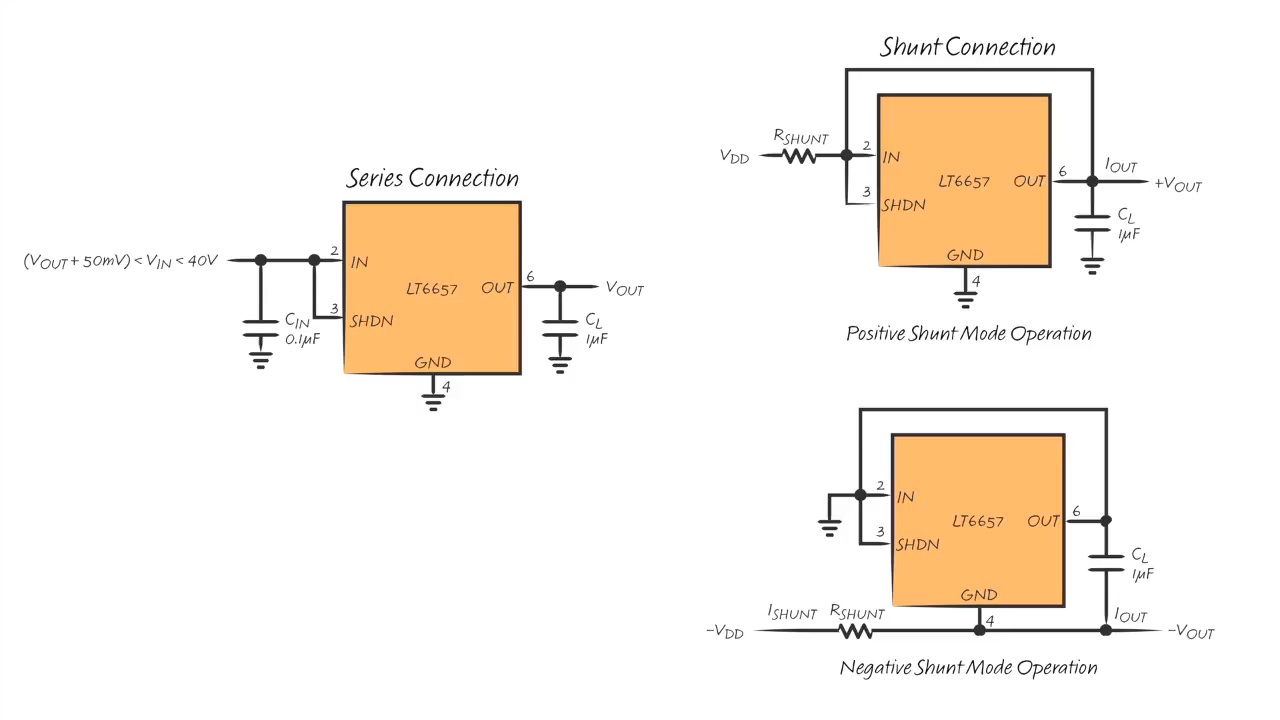 Series Connection
(VOUT + 50mV) < VIN < 40V
2
IN
3
SHDN
LT6657
OUT
6
VOUT
CIN
0.1µF
CL
1µF
GND
4
Shunt Connection
RSHUNT
VDD
2
IN
3
SHDN
LT6657
OUT
6
IOUT
+VOUT
CL
1µF
GND
4
Positive Shunt Mode Operation
2
IN
3
SHDN
LT6657
OUT
6
CL
1µF
GND
4
ISHUNT
RSHUNT
IOUT
-VDD
-VOUT
Negative Shunt Mode Operation